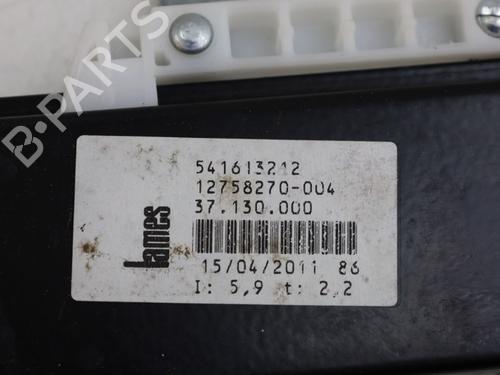 B-PARTS
541613212
12758270-004
37.130.000
Lames
15/04/2011 86
I: 5,9 t: 2,2